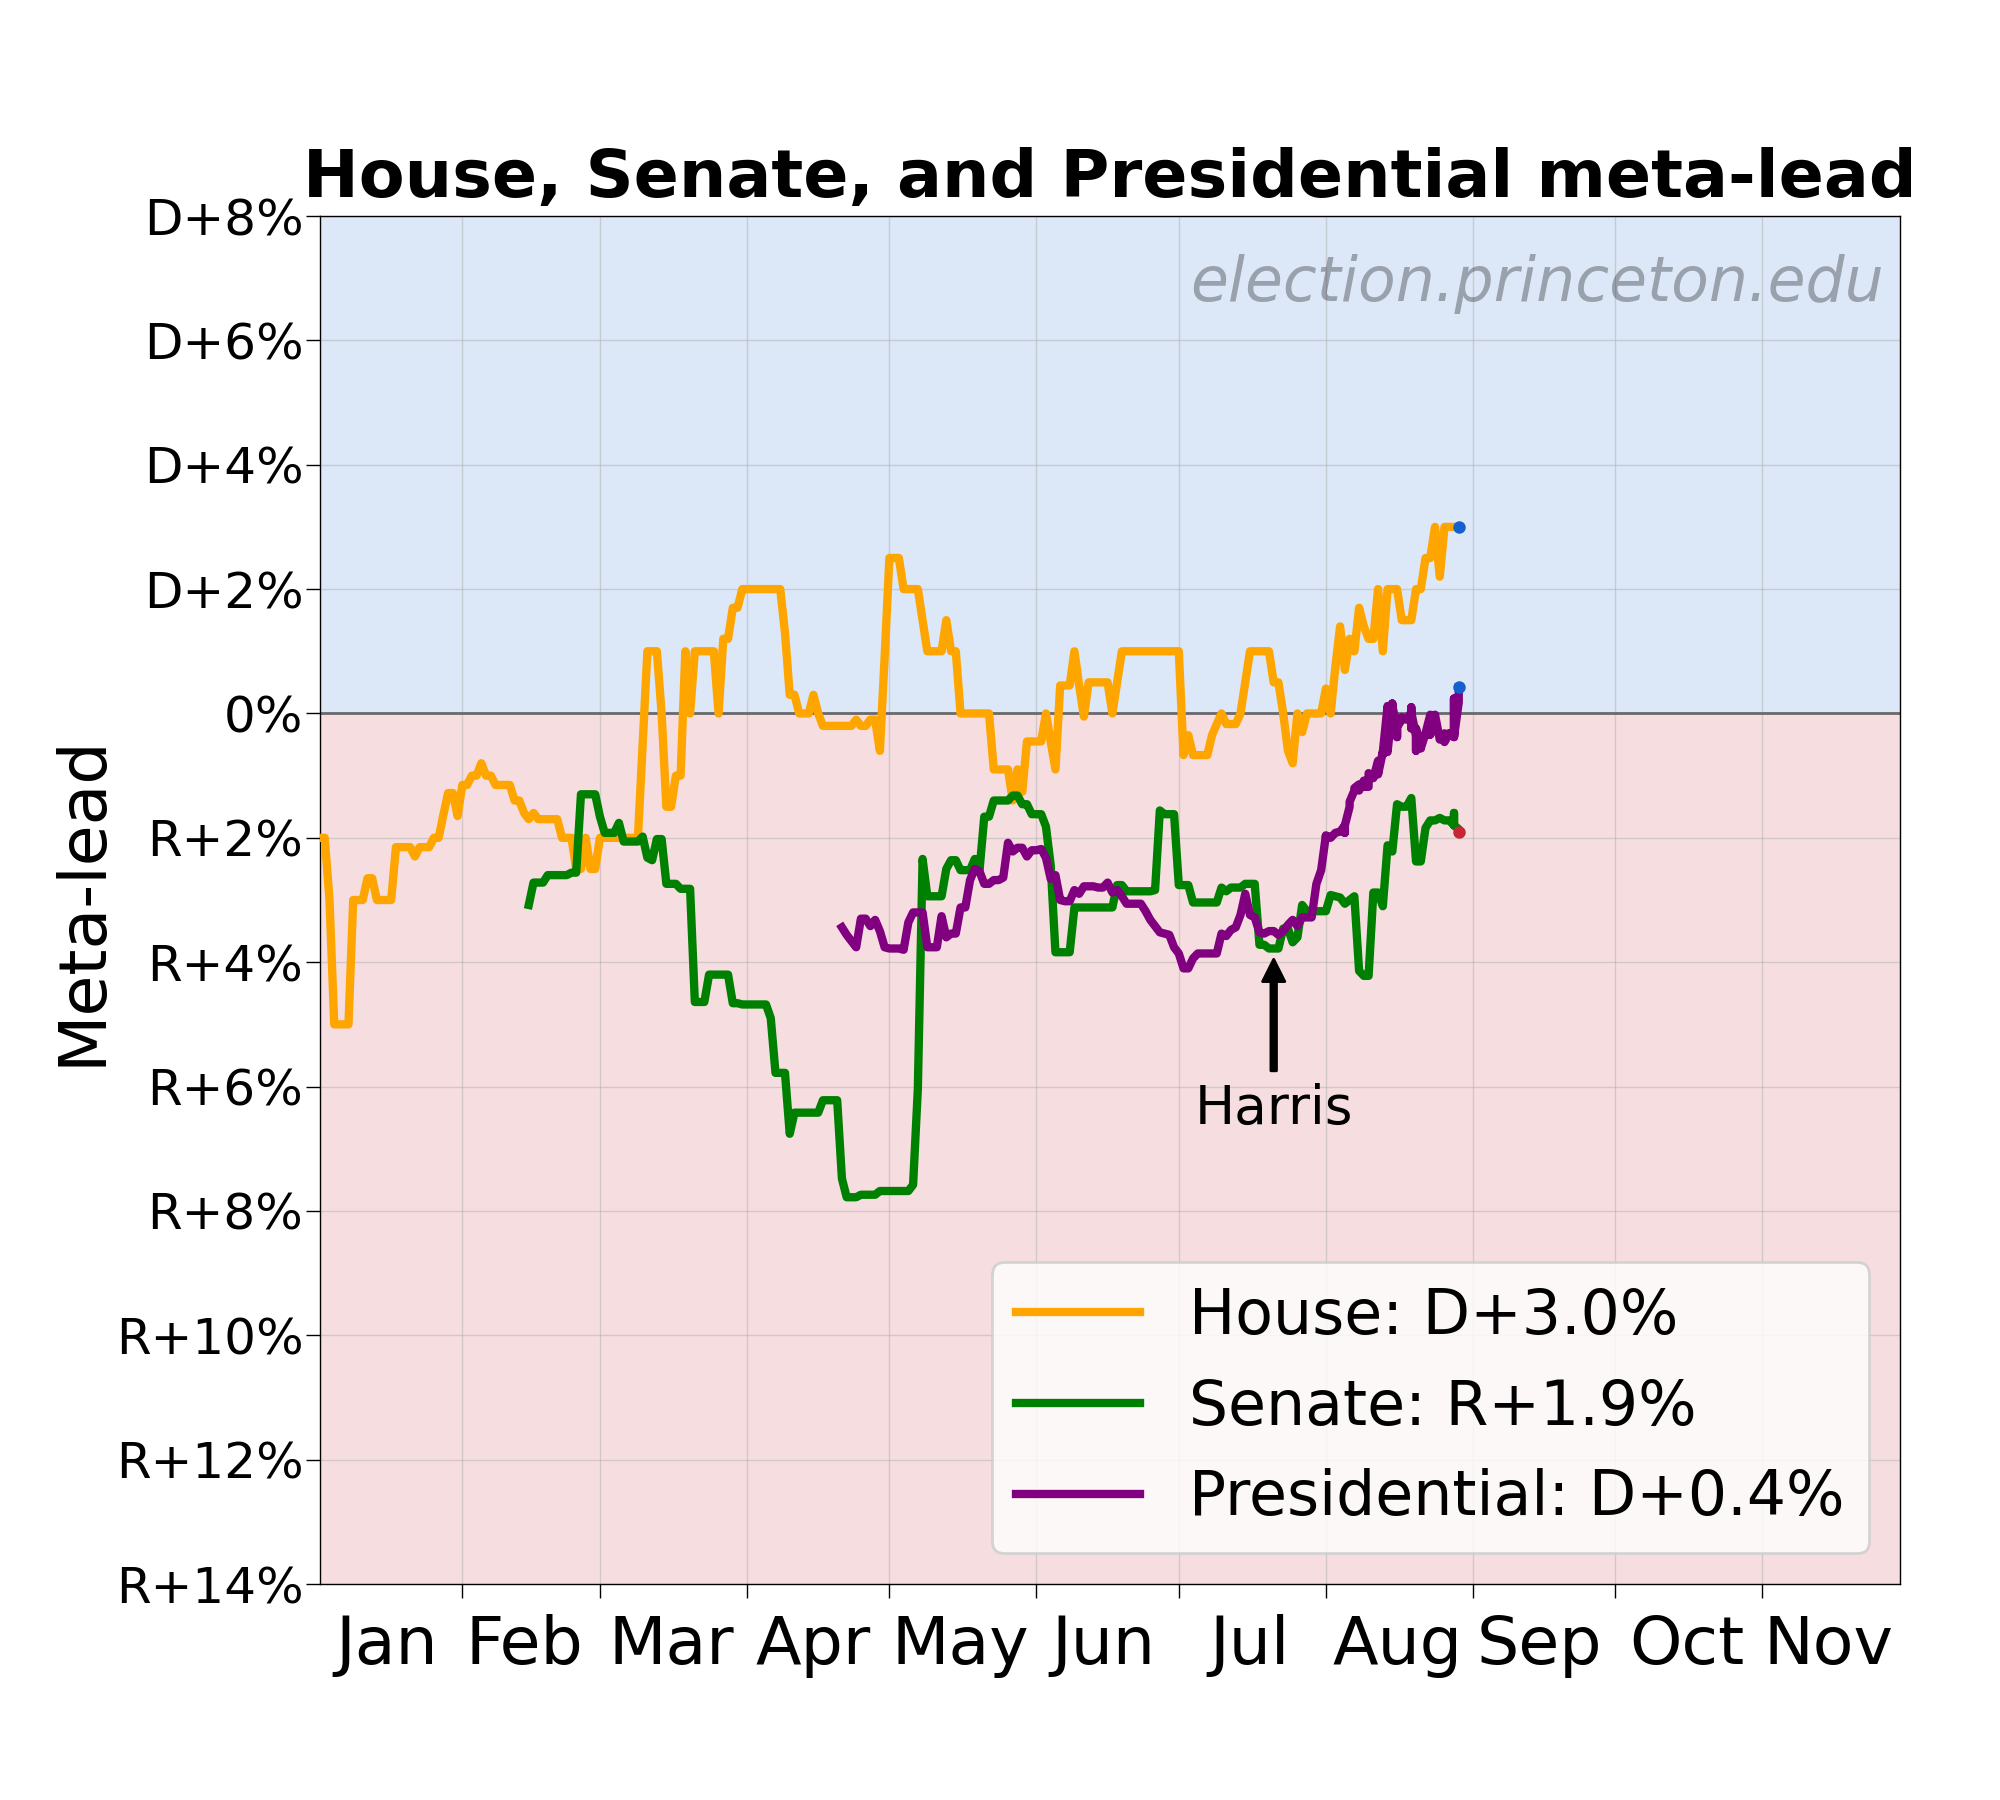 House, Senate, and Presidential meta-lead
election.princeton.edu
Meta-lead
D+8%
D+6%
D+4%
D+2%
0%
R+2%
R+4%
R+6%
R+8%
R+10%
R+12%
R+14%
Harris
House: D+3.0%
Senate: R+1.9%
Presidential: D+0.4%
Jan Feb Mar Apr May Jun Jul Aug Sep Oct Nov